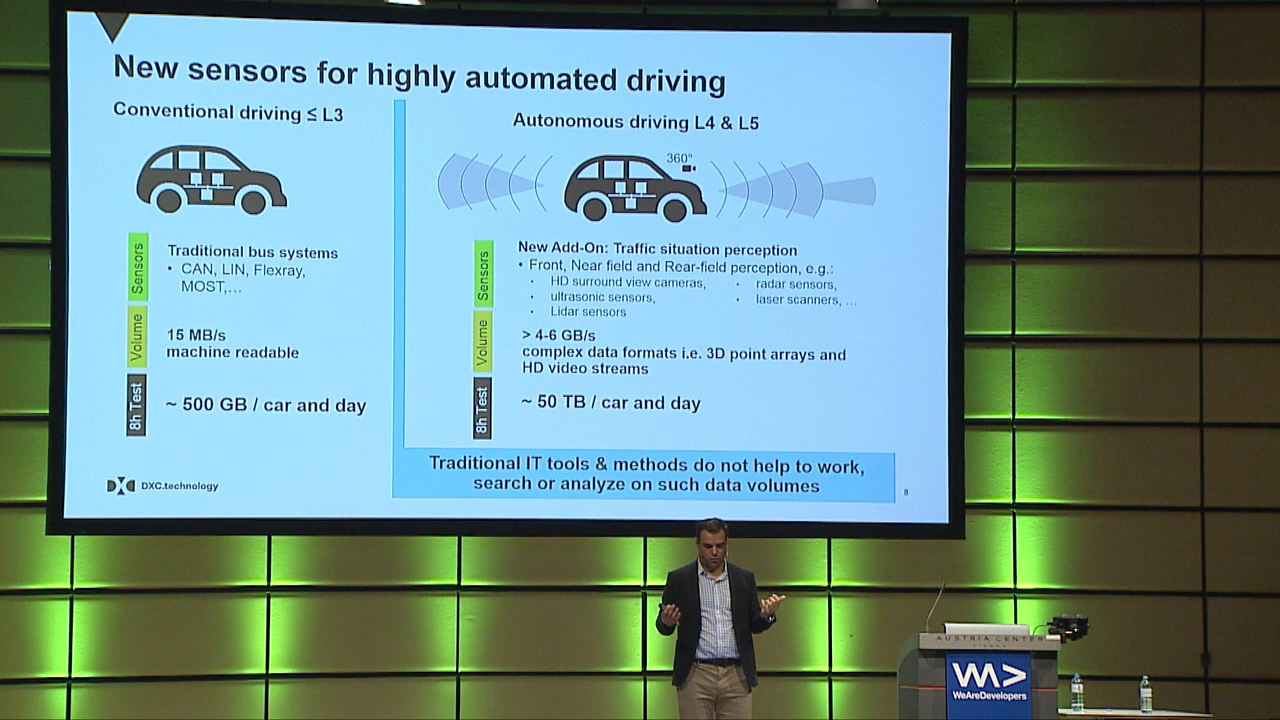 New sensors for highly automated driving
Conventional driving ≤ L3
Sensors
Traditional bus systems
• CAN, LIN, Flexray,
MOST,...
Volume
15 MB/s
machine readable
8h Test
~ 500 GB / car and day
Autonomous driving L4 & L5
360°
Sensors
New Add-On: Traffic situation perception
• Front, Near field and Rear-field perception, e.g.:
• HD surround view cameras,
• ultrasonic sensors,
• Lidar sensors
• radar sensors,
• laser scanners, ...
Volume
> 4-6 GB/s
complex data formats i.e. 3D point arrays and
HD video streams
8h Test
~ 50 TB / car and day
Traditional IT tools & methods do not help to work,
search or analyze on such data volumes
DXC.technology
8
AUSTRIA CENTER
WeAreDevelopers